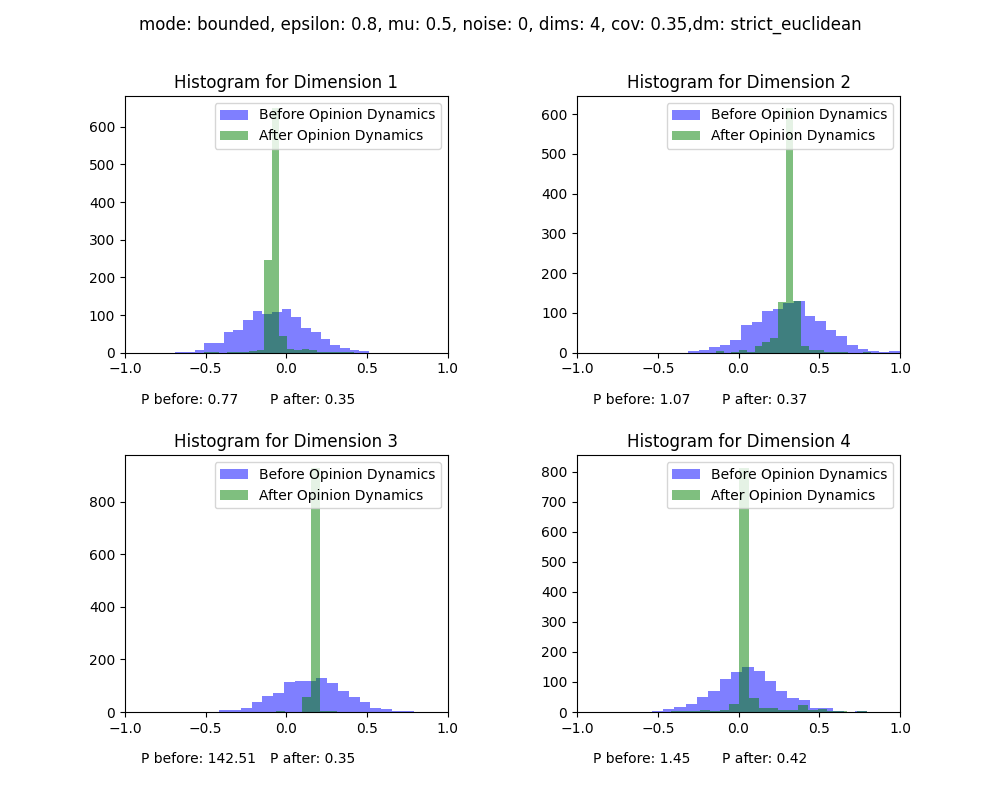 mode: bounded, epsilon: 0.8, mu: 0.5, noise: 0, dims: 4, cov: 0.35,dm: strict_euclidean
Histogram for Dimension 1
Before Opinion Dynamics
After Opinion Dynamics
600
500
400
300
200
100
0
−1.0 −0.5 0.0 0.5 1.0
P before: 0.77 P after: 0.35
Histogram for Dimension 2
Before Opinion Dynamics
After Opinion Dynamics
600
500
400
300
200
100
0
−1.0 −0.5 0.0 0.5 1.0
P before: 1.07 P after: 0.37
Histogram for Dimension 3
Before Opinion Dynamics
After Opinion Dynamics
800
600
400
200
0
−1.0 −0.5 0.0 0.5 1.0
P before: 142.51 P after: 0.35
Histogram for Dimension 4
Before Opinion Dynamics
After Opinion Dynamics
800
700
600
500
400
300
200
100
0
−1.0 −0.5 0.0 0.5 1.0
P before: 1.45 P after: 0.42